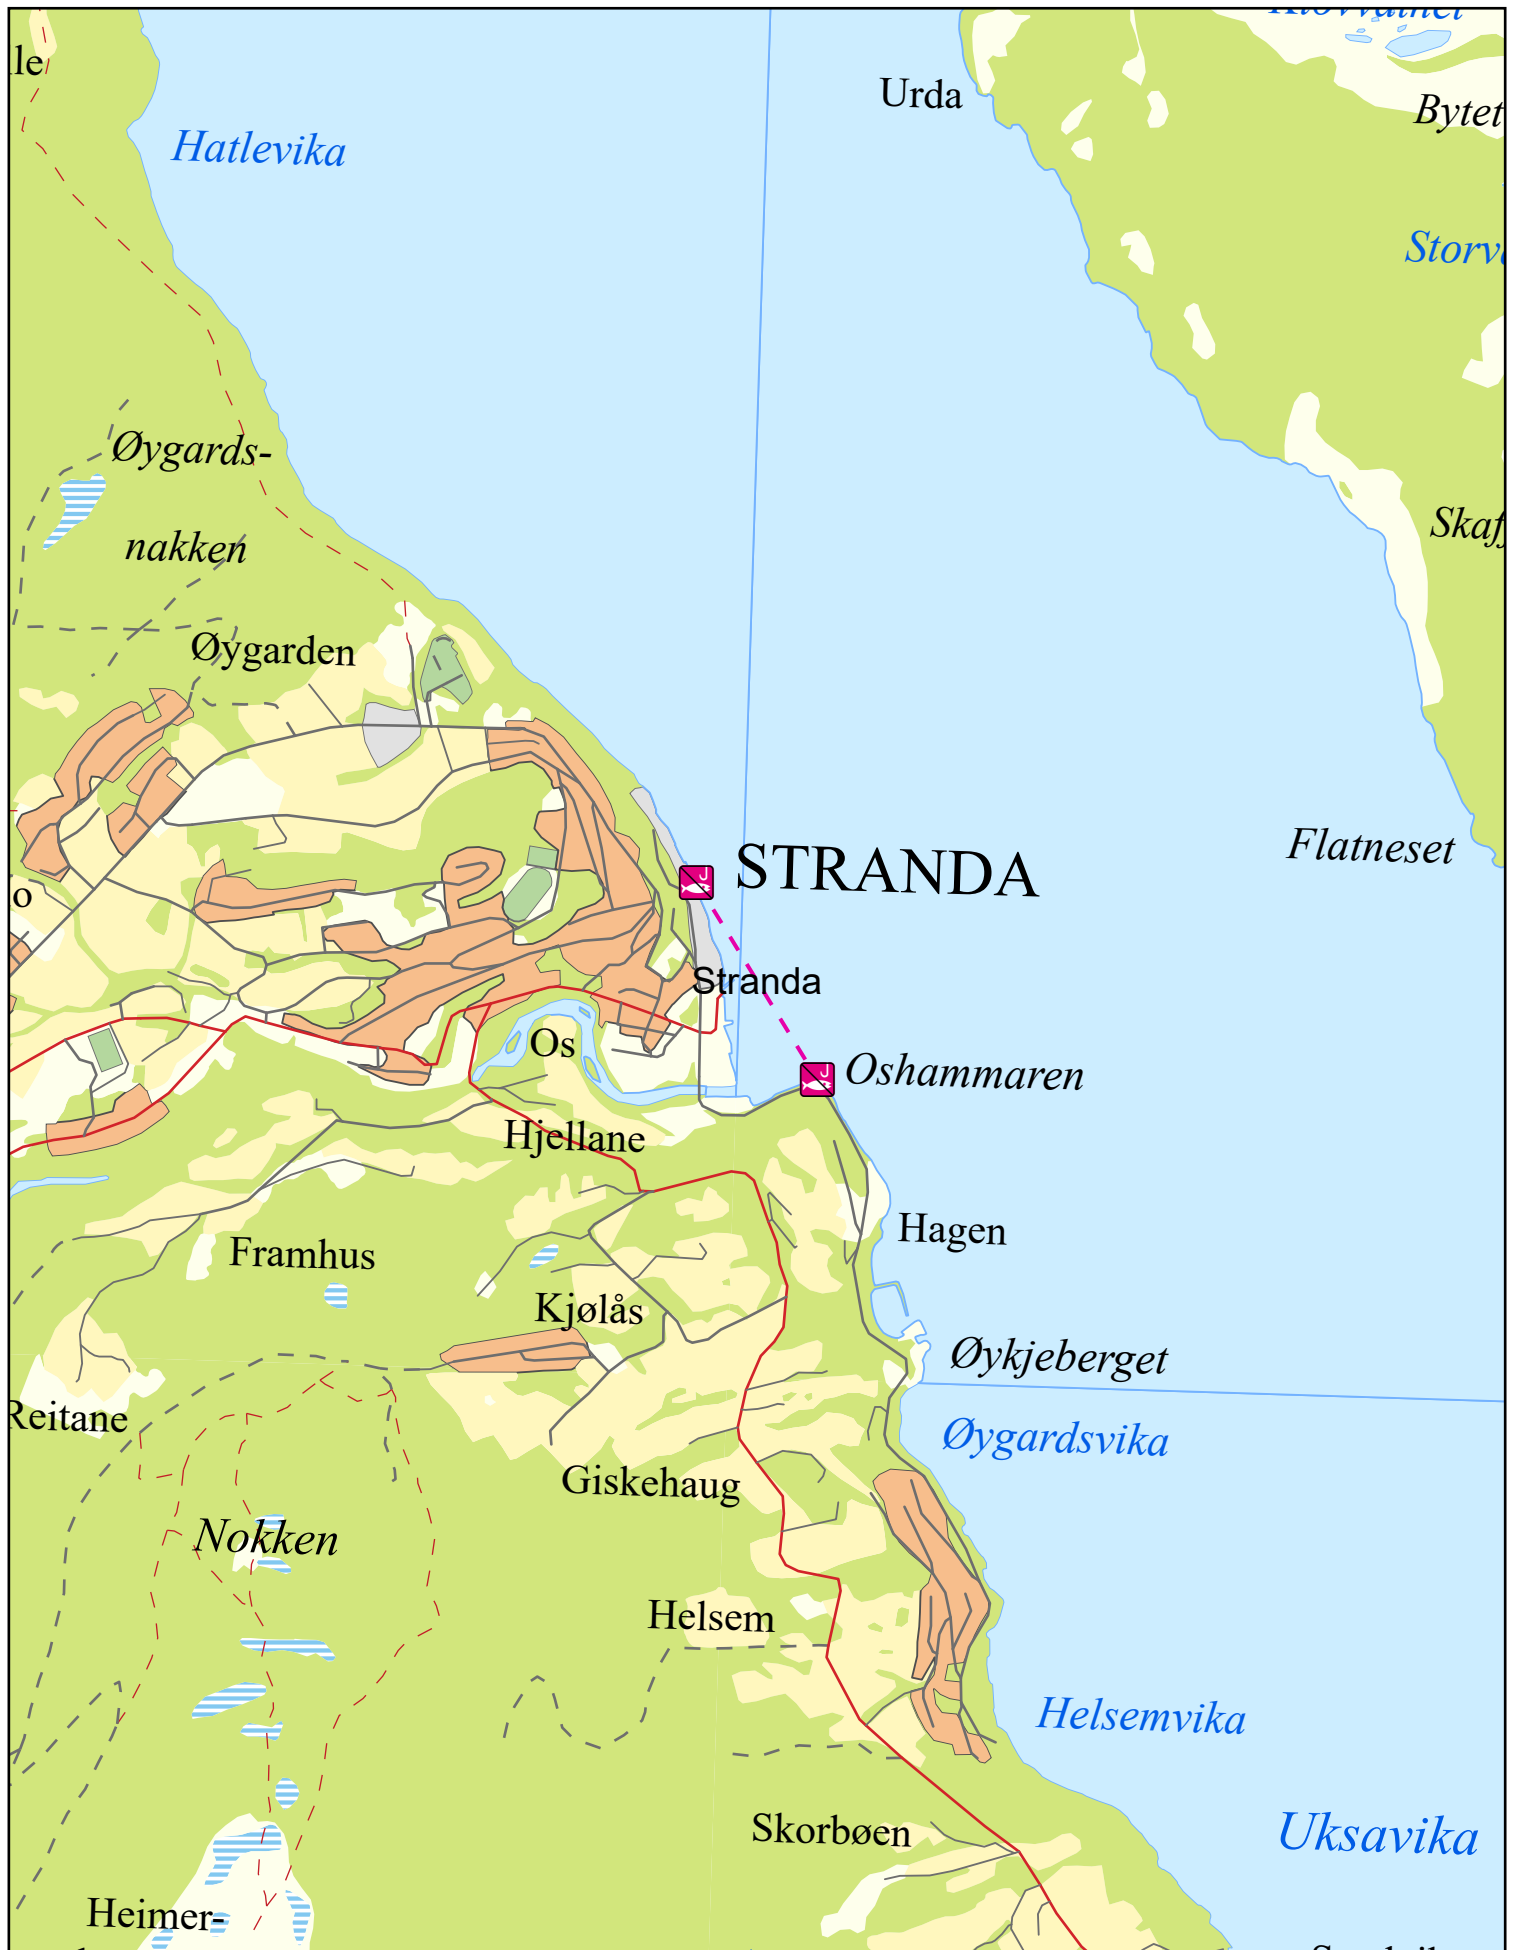 lle
Urda
Bytet
Hatlevika
Storv
Øygards-
nakken
Skaf
Øygarden
Flatneset
STRANDA
o
Stranda
Os
Oshammaren
Hjellane
Hagen
Framhus
Kjølås
Øykjeberget
Reitane
Øygardsvika
Giskehaug
Nokken
Helsem
Helsemvika
Skorbøen
Uksavika
Heimer-